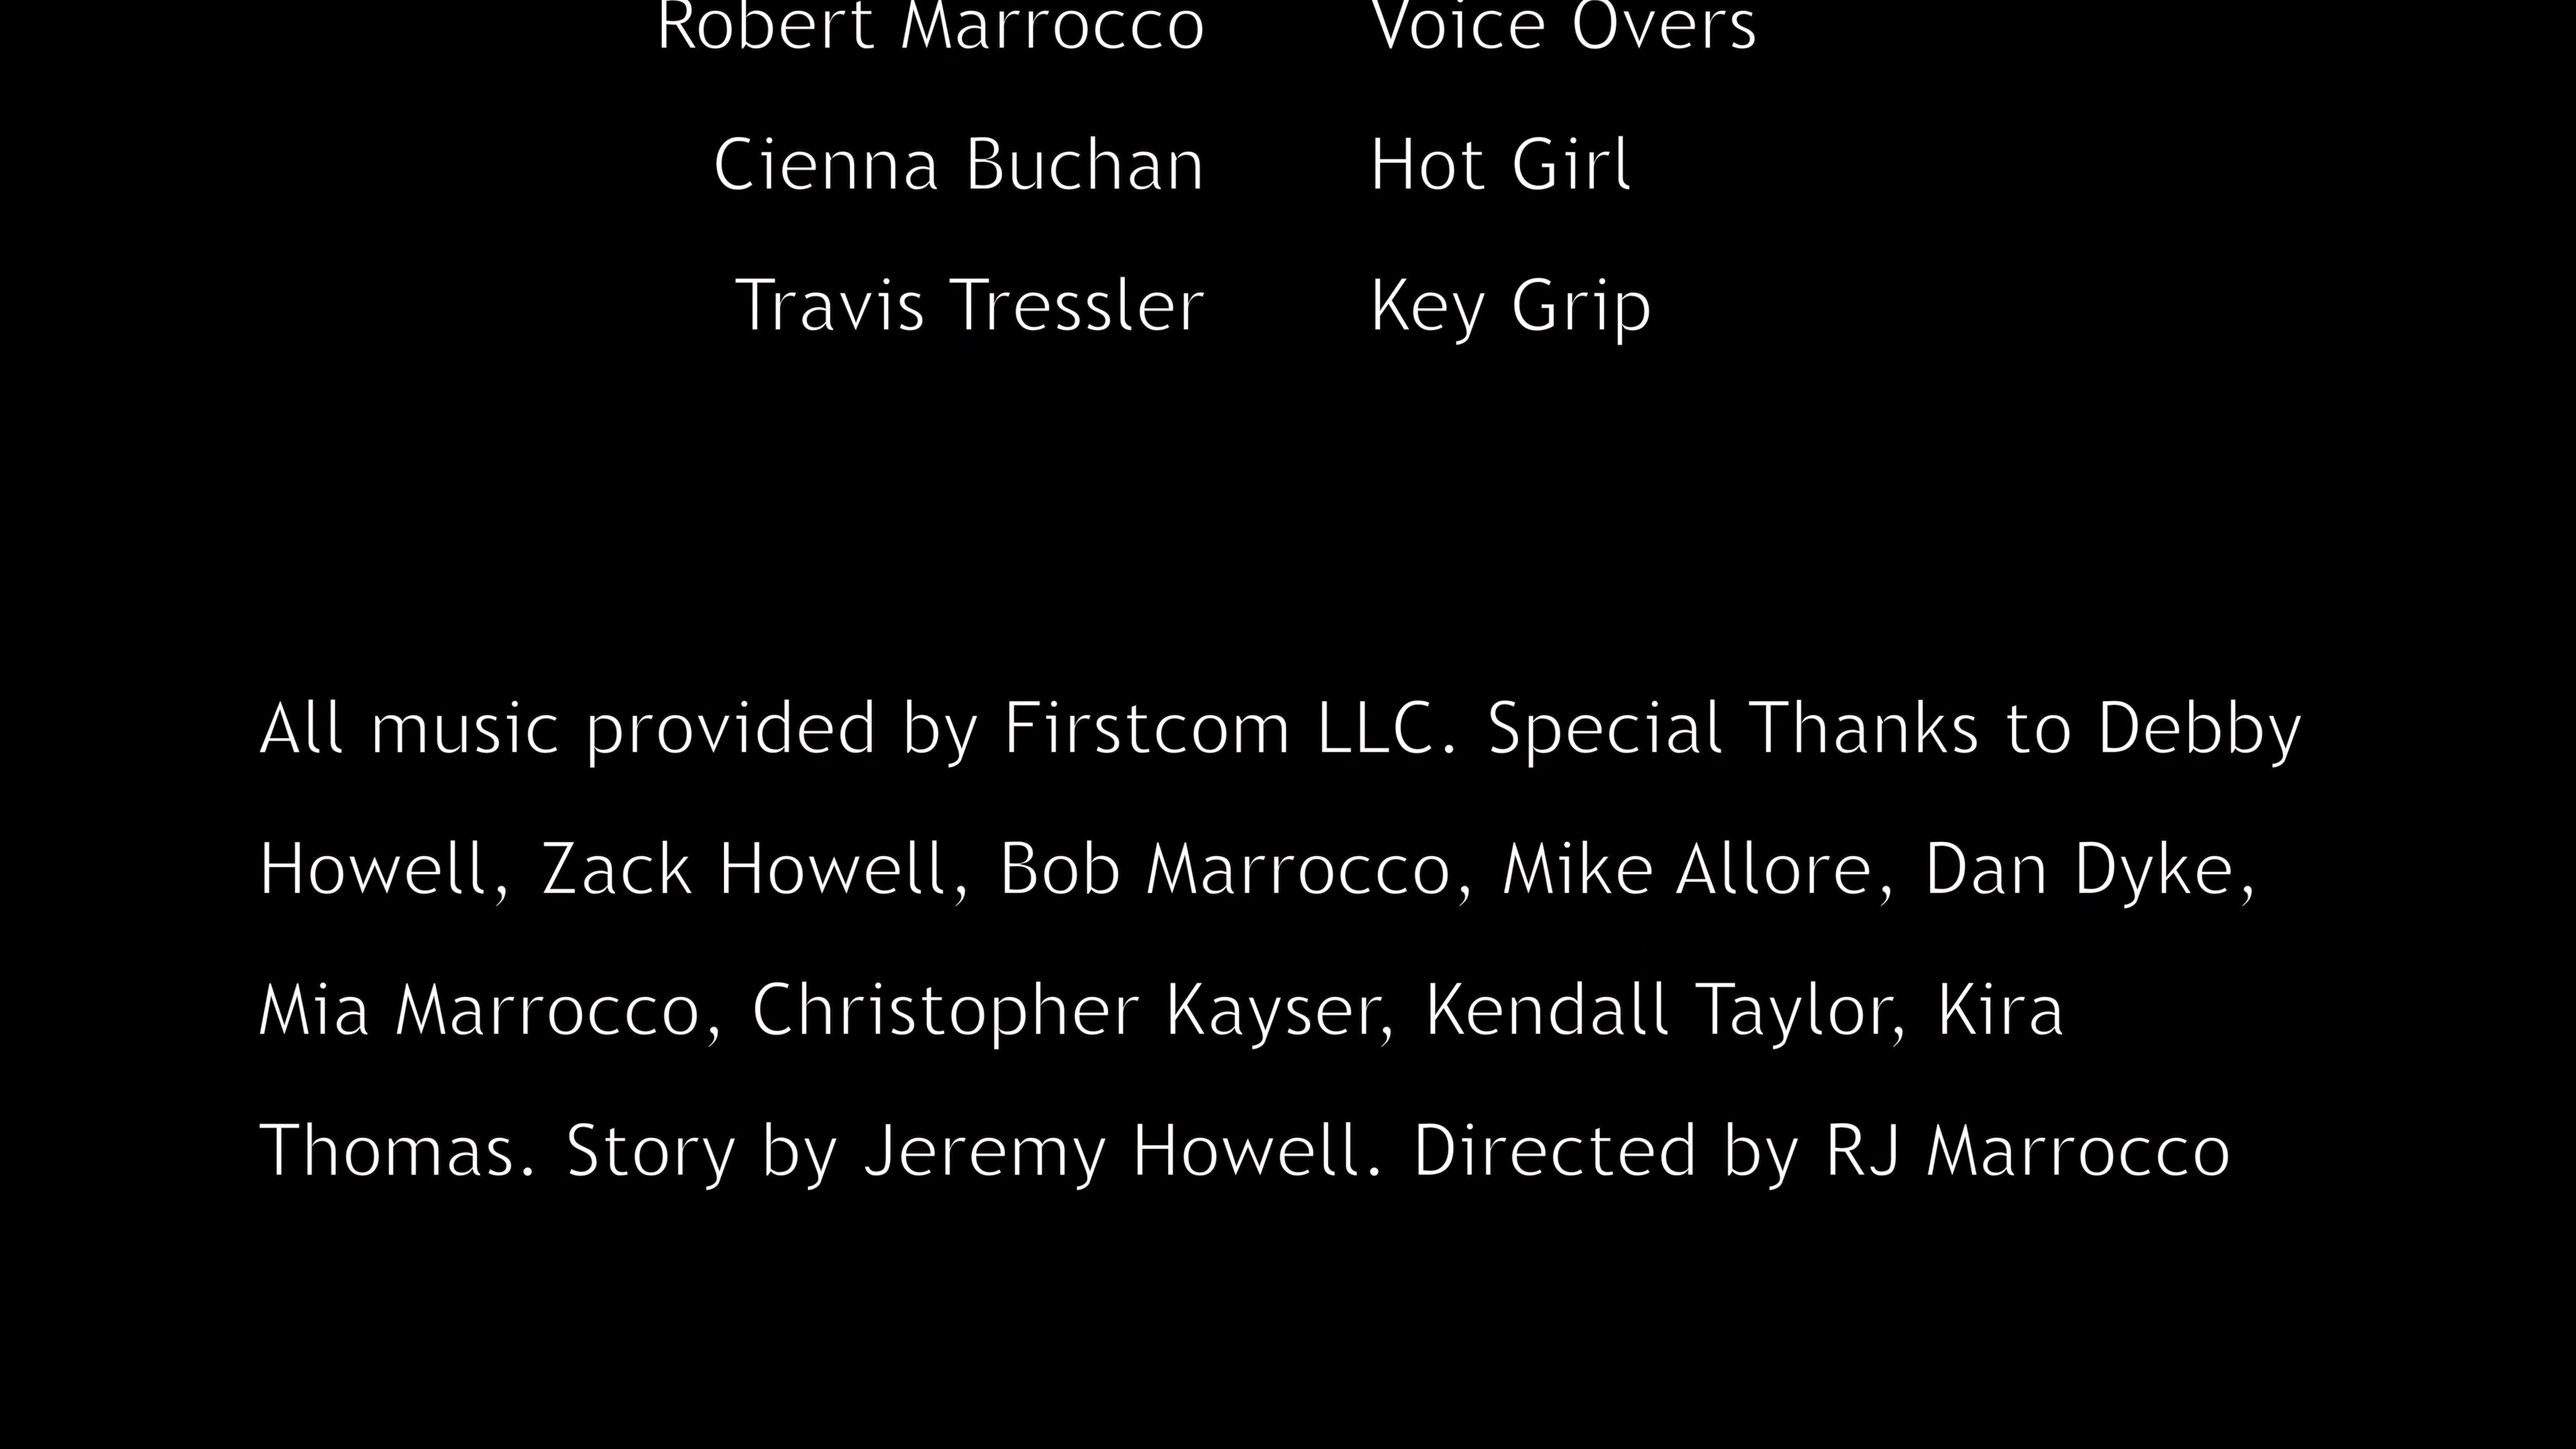 Robert Marrocco Voice Overs
Cienna Buchan Hot Girl
Travis Tressler Key Grip
All music provided by Firstcom LLC. Special Thanks to Debby
Howell, Zack Howell, Bob Marrocco, Mike Allore, Dan Dyke,
Mia Marrocco, Christopher Kayser, Kendall Taylor, Kira
Thomas. Story by Jeremy Howell. Directed by RJ Marrocco